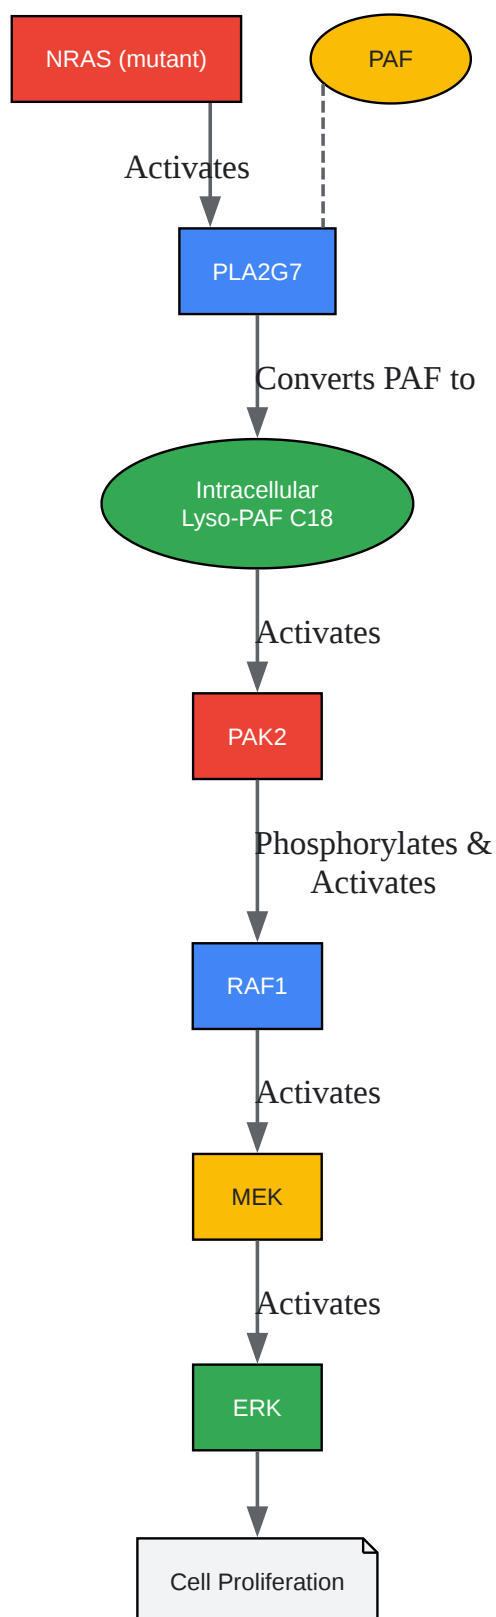 NRAS (mutant)
PAF
Activates
PLA2G7
Converts PAF to
Intracellular
Lyso-PAF C18
Activates
PAK2
Phosphorylates &
Activates
RAF1
Activates
MEK
Activates
ERK
Cell Proliferation